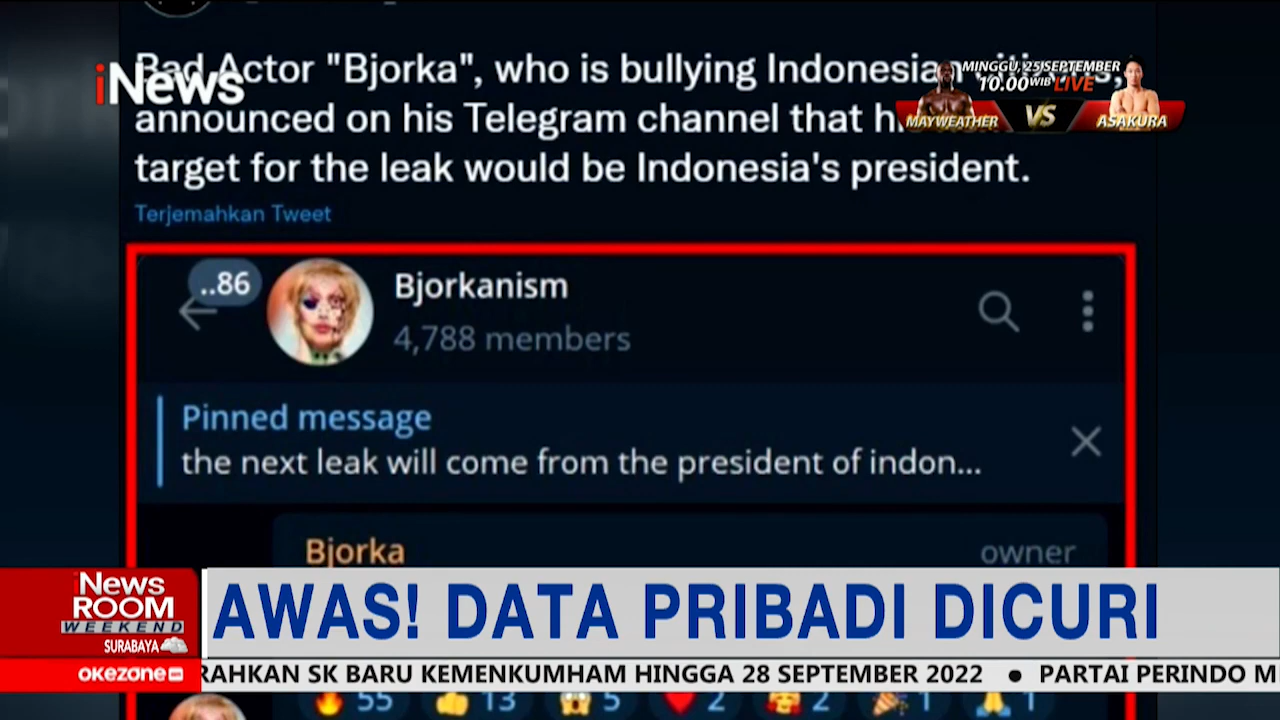 iNews
Bad Actor "Bjorka", who is bullying Indonesian
announced on his Telegram channel that
target for the leak would be Indonesia's president.
Terjemahkan Tweet
MINGGU, 25 SEPTEMBER
10.00 WIB LIVE
MAYWEATHER VS ASAKURA
..86
Bjorkanism
4,788 members
Pinned message
the next leak will come from the president of indon...
Bjorka
owner
iNews
ROOM
WEEKEND
SURABAYA
AWAS! DATA PRIBADI DICURI
okezone
RAHKAN SK BARU KEMENKUMHAM HINGGA 28 SEPTEMBER 2022 ● PARTAI PERINDO M
55 13 5 2 2 1 1